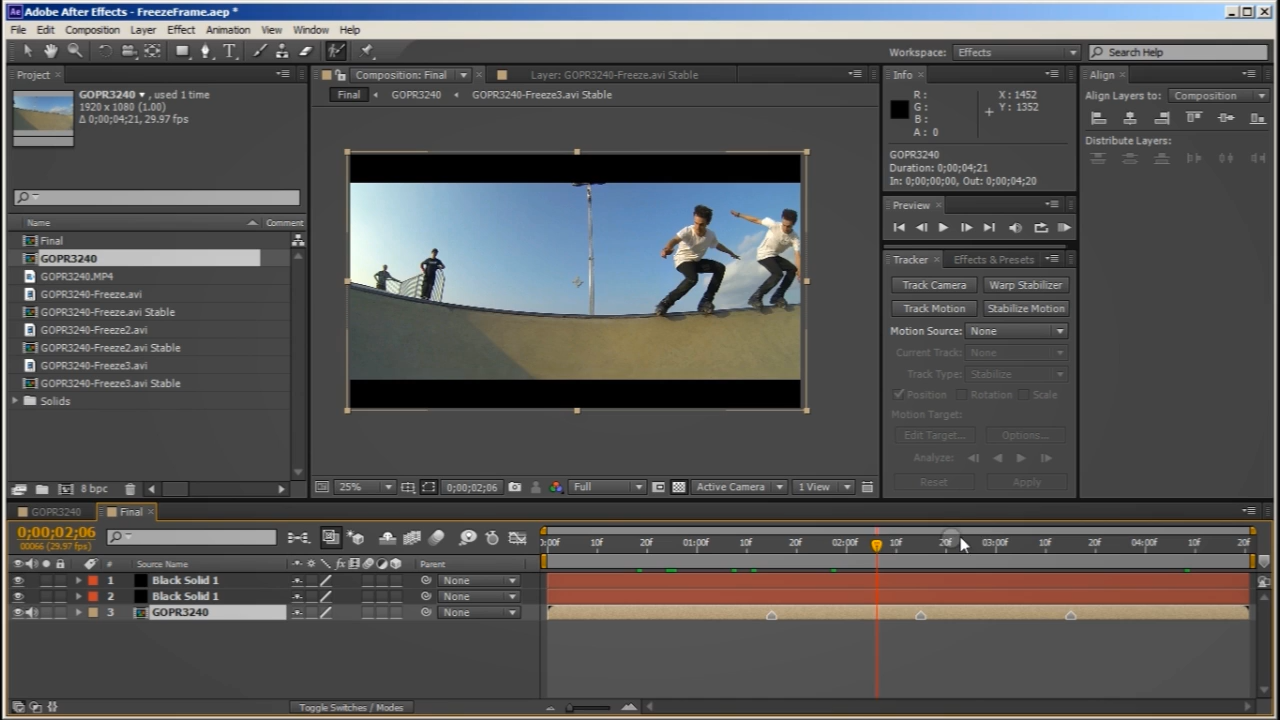 Ae Adobe After Effects - FreezeFrame.aep *
File Edit Composition Layer Effect Animation View Window Help
T Workspace: Effects Search Help
Project × Composition: Final × Layer: GOPR3240-Freeze.avi Stable Info × Align ×
GOPR3240 , used 1 time
1920 x 1080 (1.00)
Δ 0;00;04;21, 29.97 fps
Final GOPR3240 GOPR3240-Freeze3.avi Stable
R : X : 1452
G : Y : 1352
B :
A : 0
Align Layers to: Composition
Distribute Layers:
GOPR3240
Duration: 0;00;04;21
In: 0;00;00;00, Out: 0;00;04;20
Preview ×
Name Comment
Final
GOPR3240
GOPR3240.MP4
GOPR3240-Freeze.avi
GOPR3240-Freeze.avi Stable
GOPR3240-Freeze2.avi
GOPR3240-Freeze2.avi Stable
GOPR3240-Freeze3.avi
GOPR3240-Freeze3.avi Stable
Solids
Tracker × Effects & Presets
Track Camera Warp Stabilizer
Track Motion Stabilize Motion
Motion Source: None
Current Track: None
Track Type: Stabilize
Position Rotation Scale
Motion Target:
Edit Target... Options...
Analyze:
Reset Apply
8 bpc
25% 0;00;02;06 Full Active Camera 1 View
GOPR3240 Final ×
0;00;02;06
00066 (29.97 fps)
):00f 10f 20f 01:00f 10f 20f 02:00f 10f 20f 03:00f 10f 20f 04:00f 10f 20f
# Source Name fx Parent
1 Black Solid 1 None
2 Black Solid 1 None
3 GOPR3240 None
Toggle Switches / Modes